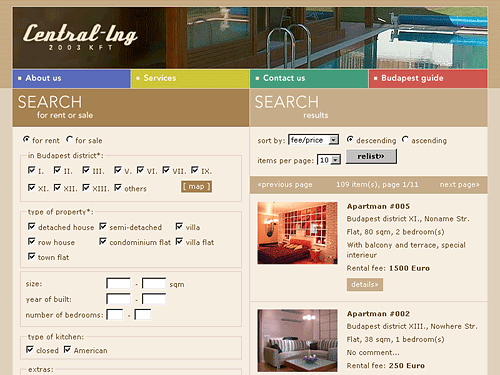 Central-Ing
2003 KFT
About us
Services
Contact us
Budapest guide
SEARCH
for rent or sale
for rent for sale
in Budapest district*:
I. II. III. V. VI. VII. IX.
XI. XII. XIII. others [ map ]
type of property*:
detached house semi-detached villa
row house condominium flat villa flat
town flat
size: - sqm
year of built: -
number of bedrooms: -
type of kitchen:
closed American
extras:
SEARCH
results
sort by: fee/price descending ascending
items per page: 10 relist»
«previous page 109 item(s), page 1/11 next page»
Apartman #005
Budapest district XI., Noname Str.
Flat, 80 sqm, 2 bedroom(s)
With balcony and terrace, special
interieur
Rental fee: 1500 Euro
details»
Apartman #002
Budapest district XIII., Nowhere Str.
Flat, 38 sqm, 1 bedroom(s)
No comment...
Rental fee: 250 Euro